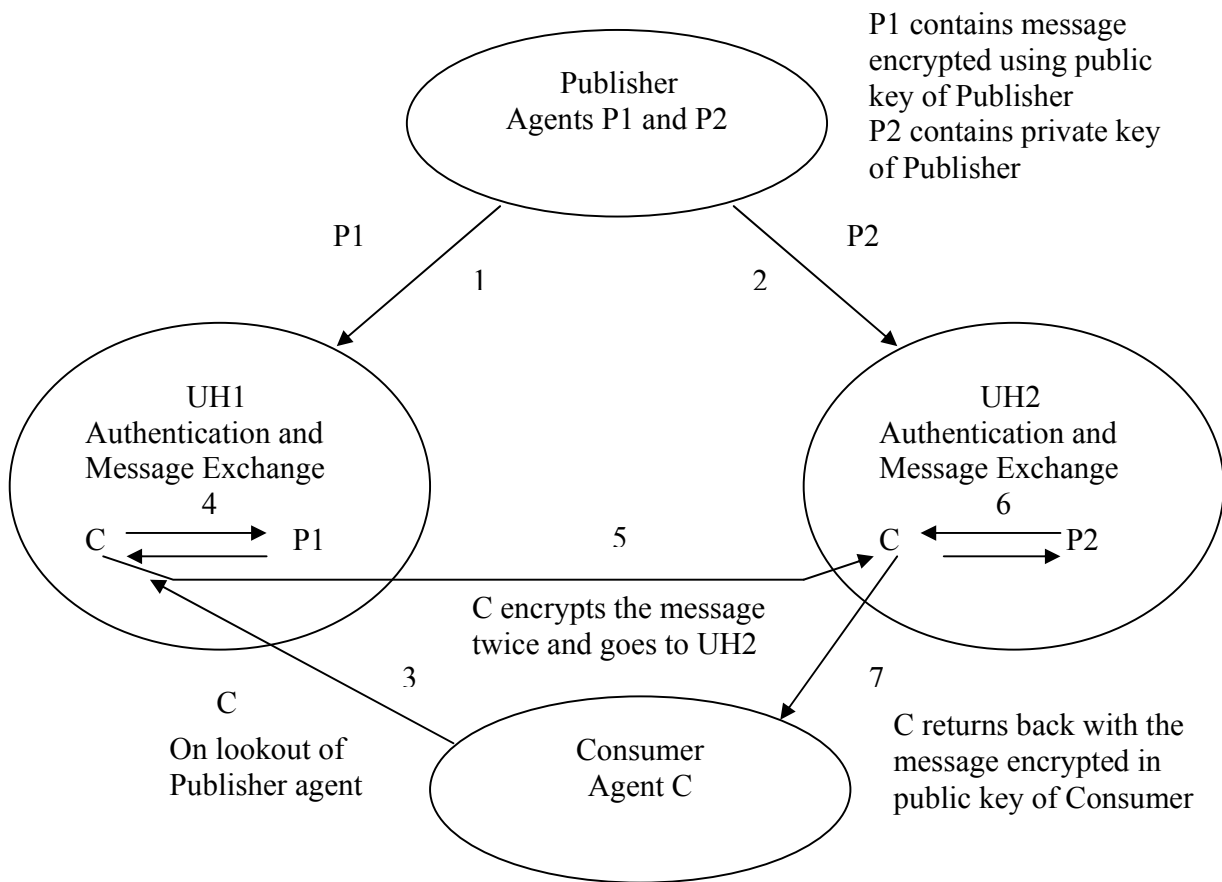 P1 contains message
encrypted using public
key of Publisher
P2 contains private key
of Publisher
Publisher
Agents P1 and P2
P1
P2
1
2
UH1
Authentication and
Message Exchange
4
C
P1
UH2
Authentication and
Message Exchange
6
C
P2
5
C encrypts the message
twice and goes to UH2
3
C
On lookout of
Publisher agent
7
C returns back with the
message encrypted in
public key of Consumer
Consumer
Agent C